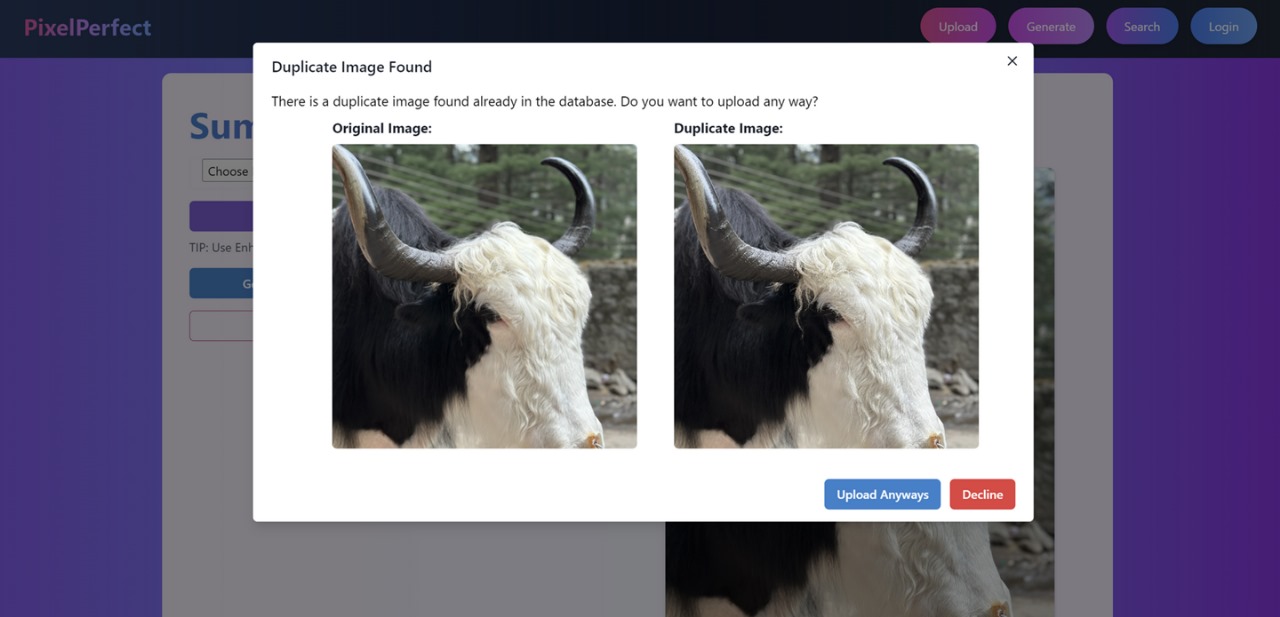 PixelPerfect
Upload Generate Search Login
Duplicate Image Found
There is a duplicate image found already in the database. Do you want to upload any way?
Original Image: Duplicate Image:
Sum
Choose
TIP: Use Enh
Upload Anyways Decline